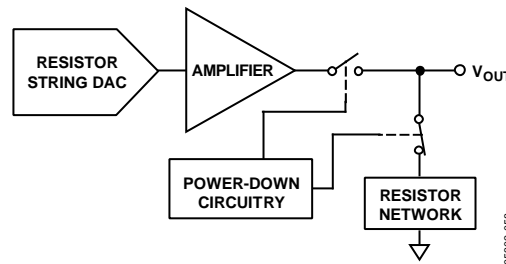 RESISTOR
STRING DAC
AMPLIFIER
VOUT
POWER-DOWN
CIRCUITRY
RESISTOR
NETWORK